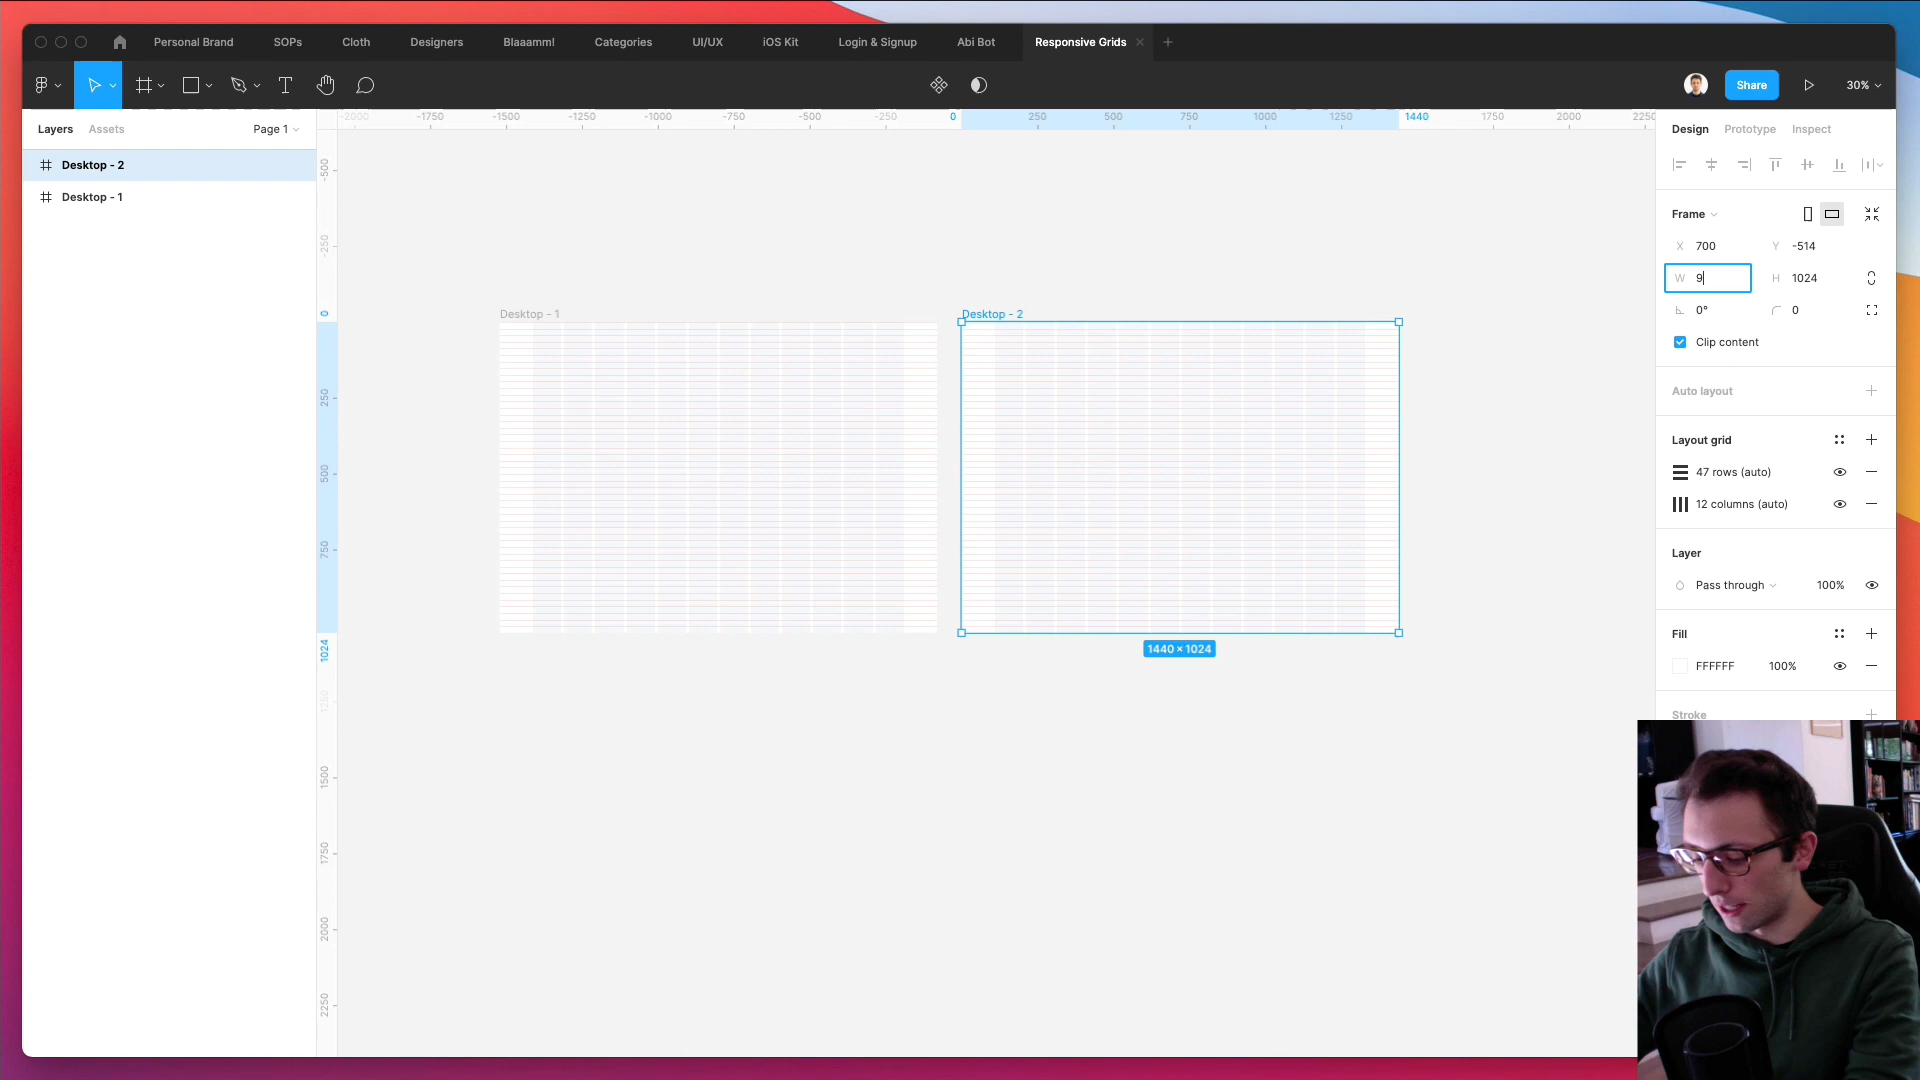 Personal Brand SOPs Cloth Designers Blaaamm! Categories UI/UX iOS Kit Login & Signup Abi Bot Responsive Grids
Share 30%
Layers Assets Page 1
-2000 -1750 -1500 -1250 -1000 -750 -500 -250 0 250 500 750 1000 1250 1440 1750 2000 2250
Design Prototype Inspect
Desktop - 2
Desktop - 1
-500
-250
0
250
500
750
1024
1250
1500
1750
2000
2250
Desktop - 1
Desktop - 2
1440 × 1024
Frame
X 700 Y -514
W 9 H 1024
0° 0
Clip content
Auto layout
Layout grid
47 rows (auto)
12 columns (auto)
Layer
Pass through 100%
Fill
FFFFFF 100%
Stroke